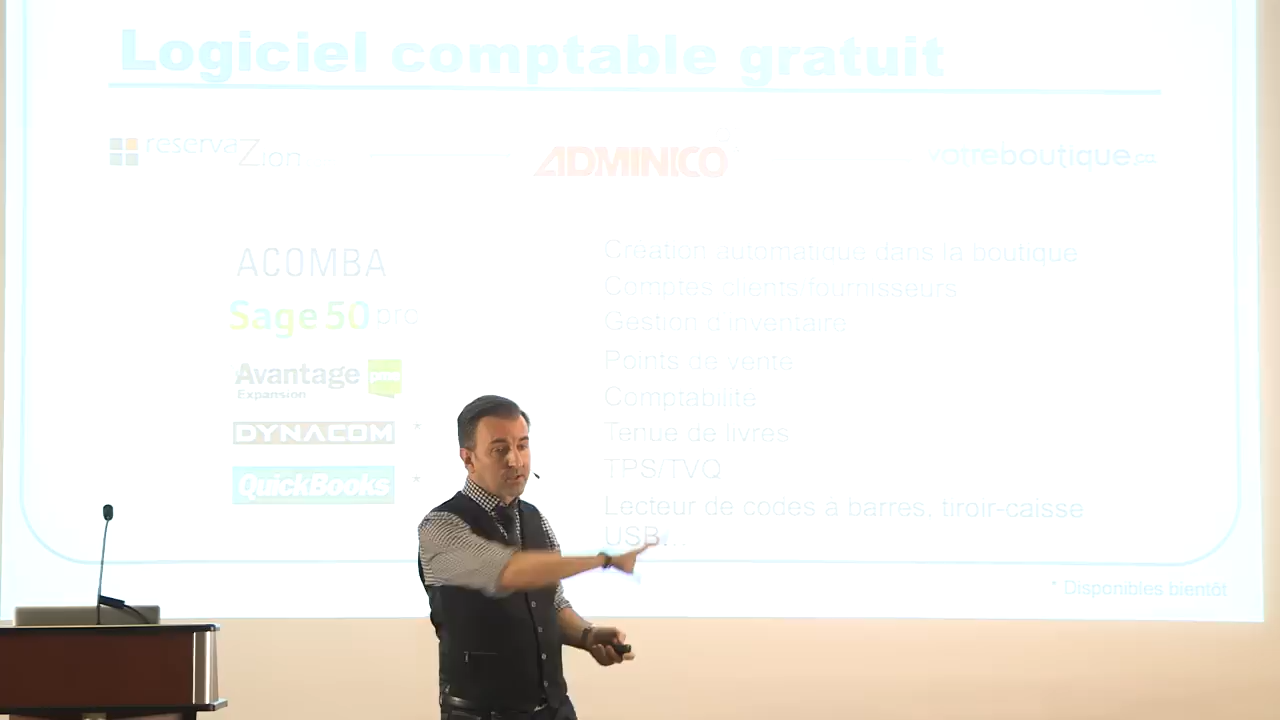 Logiciel comptable gratuit
reservaZion
ADMINICO
votreboutique.ca
ACOMBA
Sage 50 pro
Avantage pme
Expansion
DYNACOM *
QuickBooks *
Création automatique dans la boutique
Comptes clients/fournisseurs
Gestion d'inventaire
Points de vente
Comptabilité
Tenue de livres
TPS/TVQ
Lecteur de codes à barres, tiroir-caisse
USB...
* Disponibles bientôt